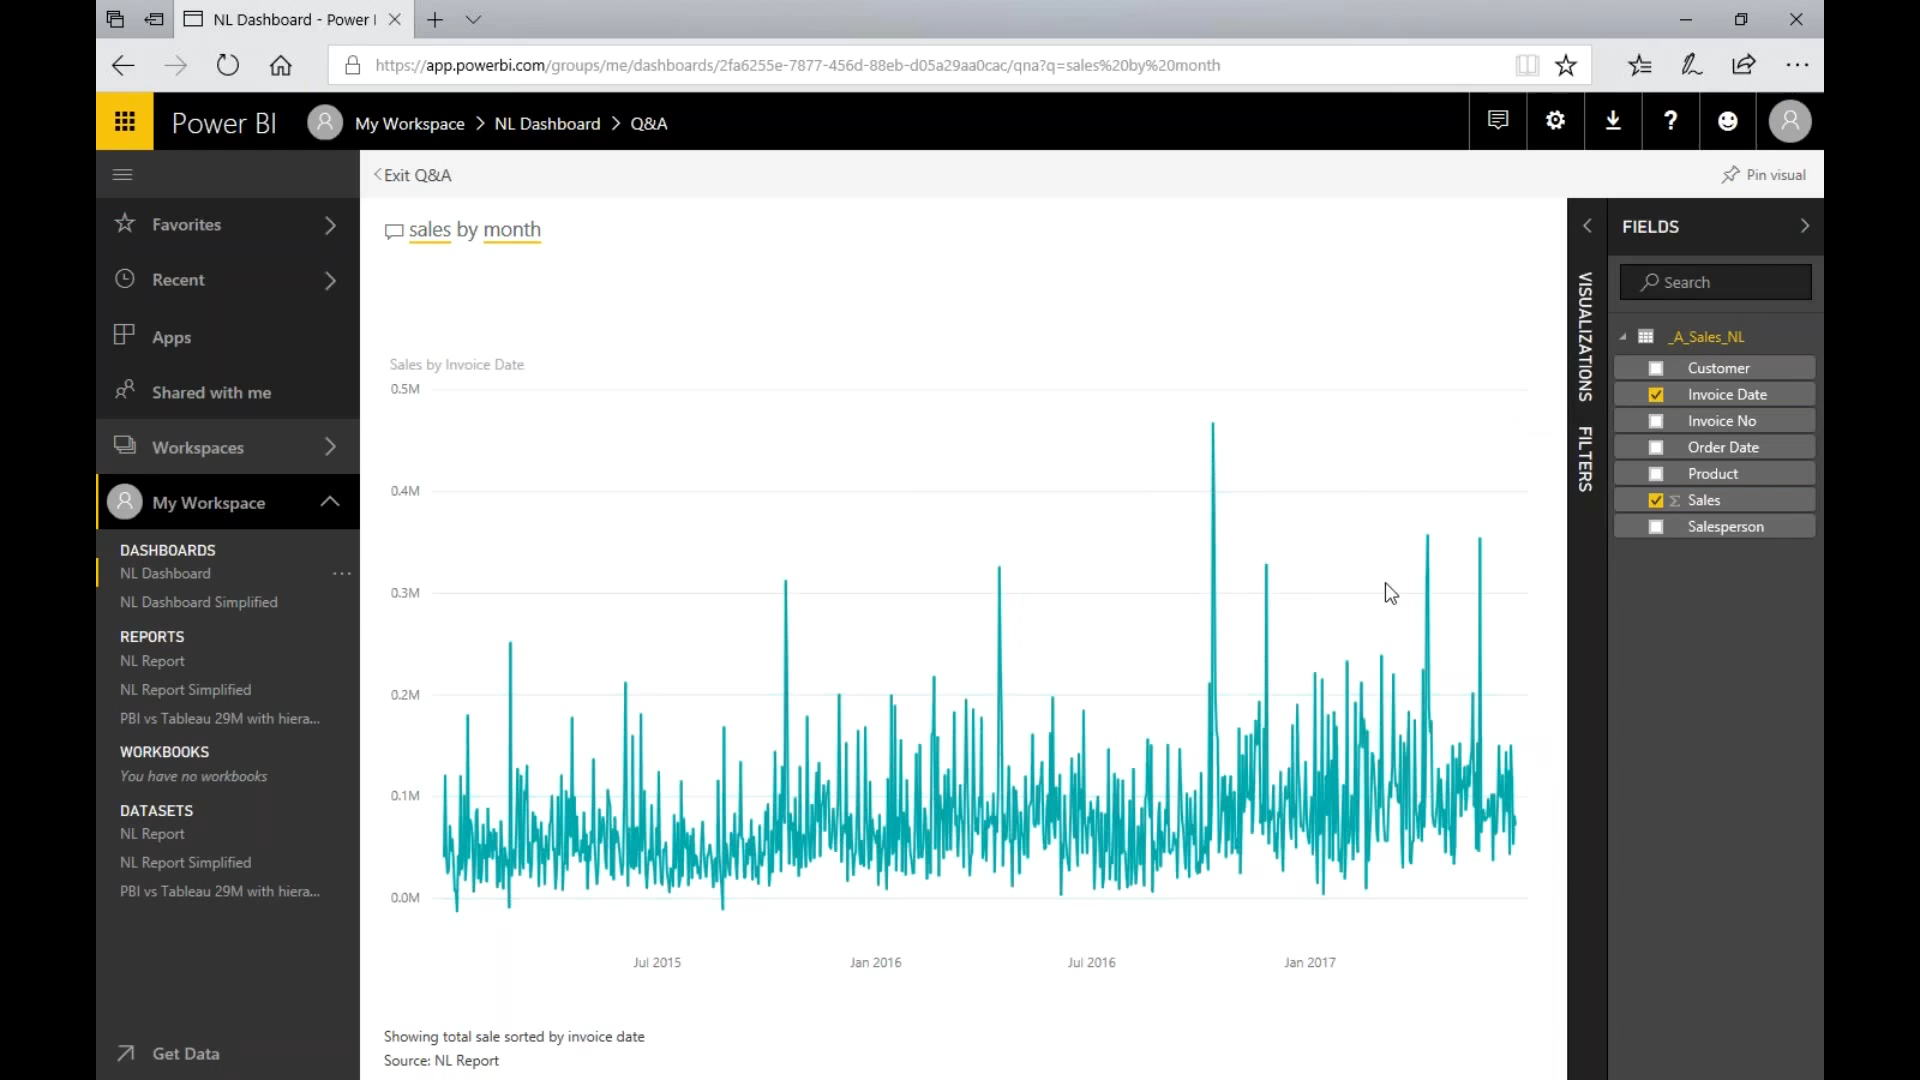 NL Dashboard - Power I
https://app.powerbi.com/groups/me/dashboards/2fa6255e-7877-456d-88eb-d05a29aa0cac/qna?q=sales%20by%20month
Power BI
My Workspace > NL Dashboard > Q&A
Exit Q&A
Pin visual
Favorites
Recent
Apps
Shared with me
Workspaces
My Workspace
DASHBOARDS
NL Dashboard
NL Dashboard Simplified
REPORTS
NL Report
NL Report Simplified
PBI vs Tableau 29M with hiera...
WORKBOOKS
You have no workbooks
DATASETS
NL Report
NL Report Simplified
PBI vs Tableau 29M with hiera...
Get Data
sales by month
Sales by Invoice Date
0.5M
0.4M
0.3M
0.2M
0.1M
0.0M
Jul 2015
Jan 2016
Jul 2016
Jan 2017
Showing total sale sorted by invoice date
Source: NL Report
VISUALIZATIONS
FILTERS
FIELDS
Search
_A_Sales_NL
Customer
Invoice Date
Invoice No
Order Date
Product
Σ Sales
Salesperson